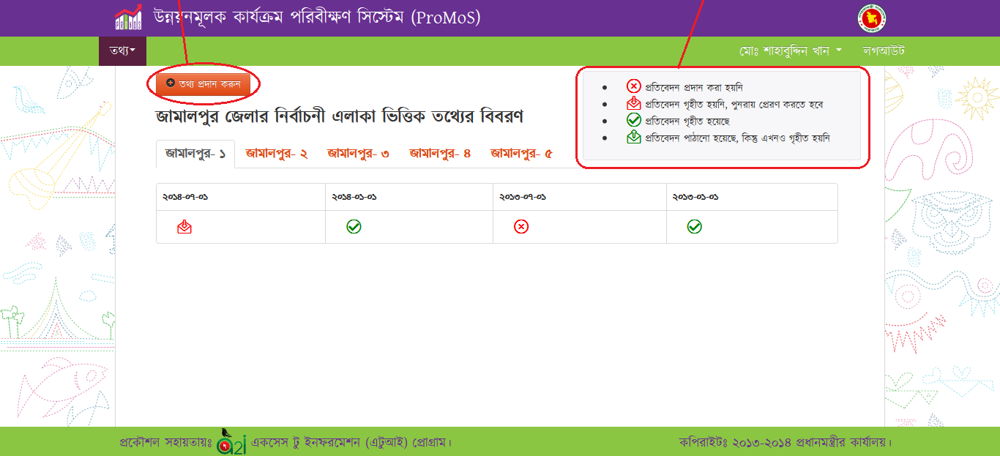 উন্নয়নমূলক কার্যক্রম পরিবীক্ষণ সিস্টেম (ProMoS)
তথ্য
মোঃ শাহাবুদ্দিন খান
লগআউট
তথ্য প্রদান করুন
প্রতিবেদন প্রদান করা হয়নি
প্রতিবেদন গৃহীত হয়নি, পুনরায় প্রেরণ করতে হবে
প্রতিবেদন গৃহীত হয়েছে
প্রতিবেদন পাঠানো হয়েছে, কিন্তু এখনও গৃহীত হয়নি
জামালপুর জেলার নির্বাচনী এলাকা ভিত্তিক তথ্যের বিবরণ
জামালপুর- ১ জামালপুর- ২ জামালপুর- ৩ জামালপুর- ৪ জামালপুর- ৫
২০১৪-০৭-০১ ২০১৪-০১-০১ ২০১৩-০৭-০১ ২০১৩-০১-০১
প্রকৌশল সহায়তায়ঃ a2i একসেস টু ইনফরমেশন (এটুআই) প্রোগ্রাম।
কপিরাইটঃ ২০১৩-২০১৪ প্রধানমন্ত্রীর কার্যালয়।